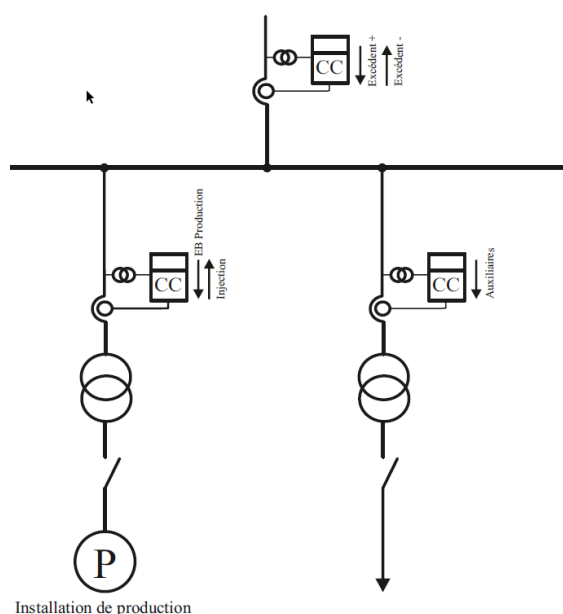 CC
Excédent +
Excédent -
CC
EB Production
Injection
CC
Auxiliaires
P
Installation de production